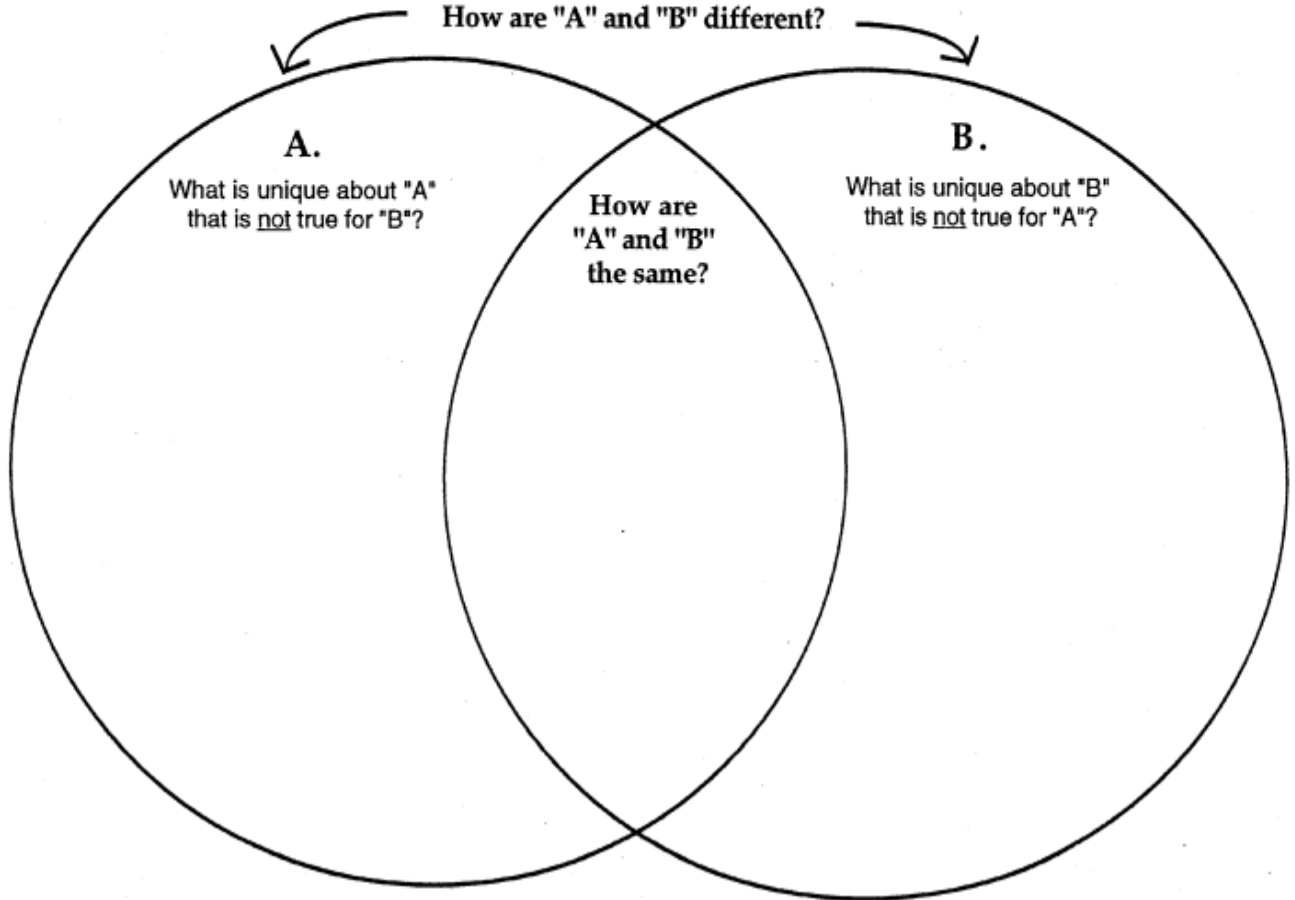 How are "A" and "B" different?
A.
What is unique about "A"
that is not true for "B"?
How are
"A" and "B"
the same?
B.
What is unique about "B"
that is not true for "A"?